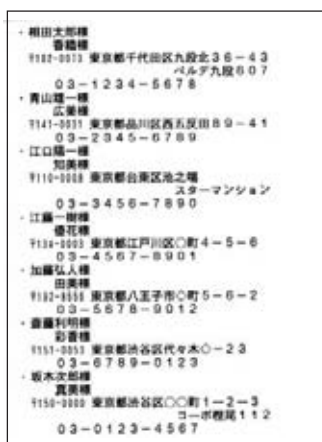 ・相田太郎様
香織様
〒102-0073 東京都千代田区九段北36-43
ベルデ九段607
03-1234-5678
・青山雄一様
広美様
〒141-0031 東京都品川区西五反田89-41
03-2345-6789
・江口陽一様
知美様
〒110-0008 東京都台東区池之端
スターマンション
03-3456-7890
・江藤一樹様
優花様
〒134-0003 東京都江戸川区○町4-5-6
03-4567-8901
・加藤弘人様
由美様
東京都八王子市◇町5-6-2
03-5678-9012
・斎藤利明様
彩香様
〒151-0053 東京都渋谷区代々木◇-23
03-6789-0123
・坂木次郎様
真美様
〒150-0000 東京都渋谷区○○町1-2-3
コーポ樫尾112
03-0123-4567